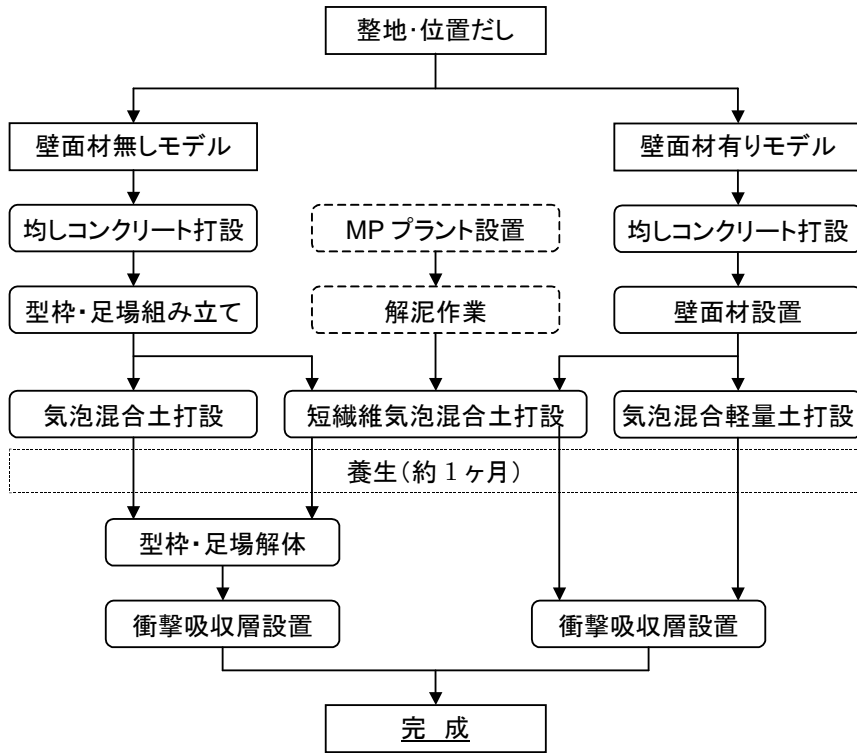 整地・位置だし
壁面材無しモデル
壁面材有りモデル
均しコンクリート打設
MP プラント設置
均しコンクリート打設
型枠・足場組み立て
解泥作業
壁面材設置
気泡混合土打設
短繊維気泡混合土打設
気泡混合軽量土打設
養生（約 1 ヶ月）
型枠・足場解体
衝撃吸収層設置
衝撃吸収層設置
完 成